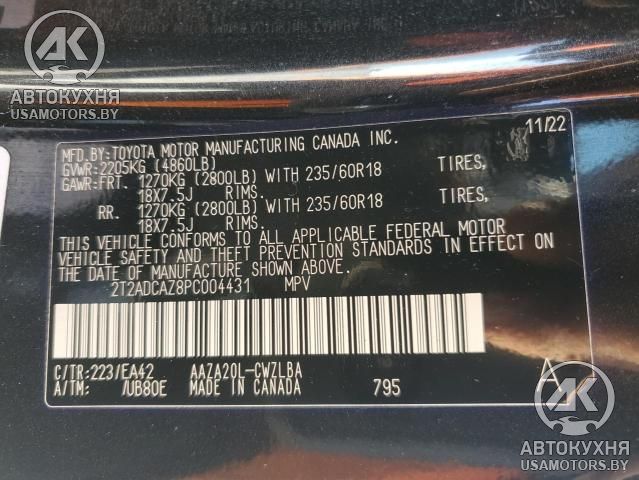 АК
АВТОКУХНЯ
USAMOTORS.BY
MFD.BY:TOYOTA MOTOR MANUFACTURING CANADA INC. 11/22
GVWR:2205KG (4860LB)
GAWR:FRT. 1270KG (2800LB) WITH 235/60R18 TIRES,
18X7.5J RIMS.
RR. 1270KG (2800LB) WITH 235/60R18 TIRES,
18X7.5J RIMS.
THIS VEHICLE CONFORMS TO ALL APPLICABLE FEDERAL MOTOR
VEHICLE SAFETY AND THEFT PREVENTION STANDARDS IN EFFECT ON
THE DATE OF MANUFACTURE SHOWN ABOVE.
2T2ADCAZ8PC004431 MPV
C/TR:223/EA42 AAZA20L-CWZLBA
A/TM: /UB80E MADE IN CANADA 795
АК
АВТОКУХНЯ
USAMOTORS.BY